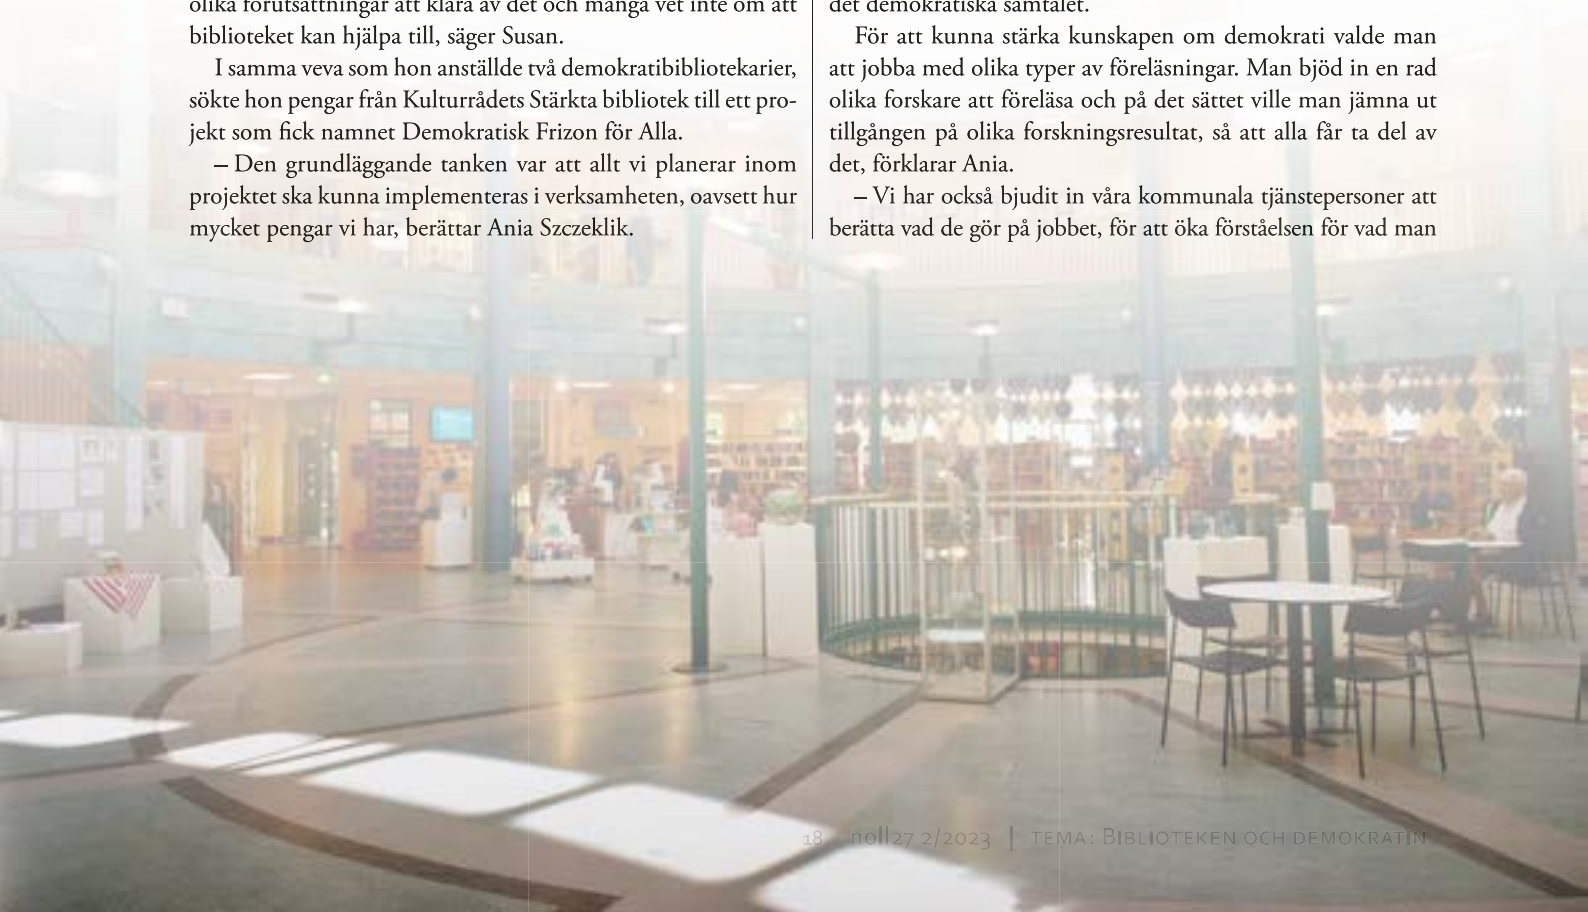 olika förutsättningar att klara av det och många vet inte om att
biblioteket kan hjälpa till, säger Susan.
I samma veva som hon anställde två demokratibibliotekarier,
sökte hon pengar från Kulturrådets Stärkta bibliotek till ett pro-
jekt som fick namnet Demokratisk Frizon för Alla.
– Den grundläggande tanken var att allt vi planerar inom
projektet ska kunna implementeras i verksamheten, oavsett hur
mycket pengar vi har, berättar Ania Szczeklik.
det demokratiska samtalet.
För att kunna stärka kunskapen om demokrati valde man
att jobba med olika typer av föreläsningar. Man bjöd in en rad
olika forskare att föreläsa och på det sättet ville man jämna ut
tillgången på olika forskningsresultat, så att alla får ta del av
det, förklarar Ania.
– Vi har också bjudit in våra kommunala tjänstepersoner att
berätta vad de gör på jobbet, för att öka förståelsen för vad man
18 noll27 2/2023 | TEMA: BIBLIOTEKEN OCH DEMOKRATIN